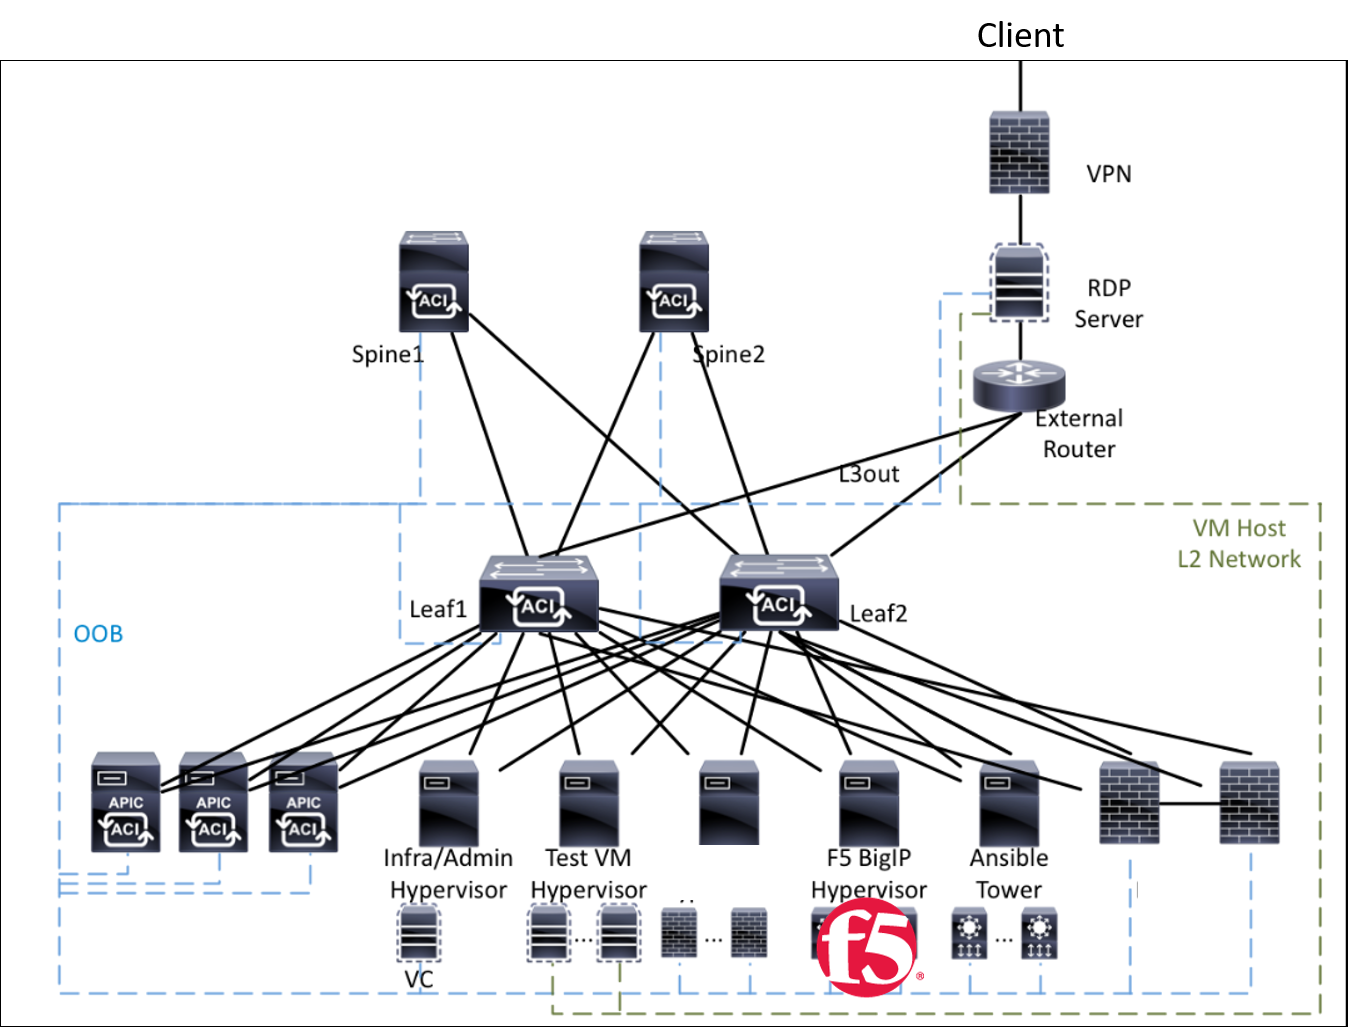 Client
VPN
RDP
Server
ACI
ACI
Spine1
Spine2
External
Router
L3out
VM Host
L2 Network
Leaf1
ACI
ACI
Leaf2
OOB
APIC
ACI
APIC
ACI
APIC
ACI
Infra/Admin
Hypervisor
Test VM
Hypervisor
F5 BigIP
Hypervisor
Ansible
Tower
...
...
f5®
...
VC